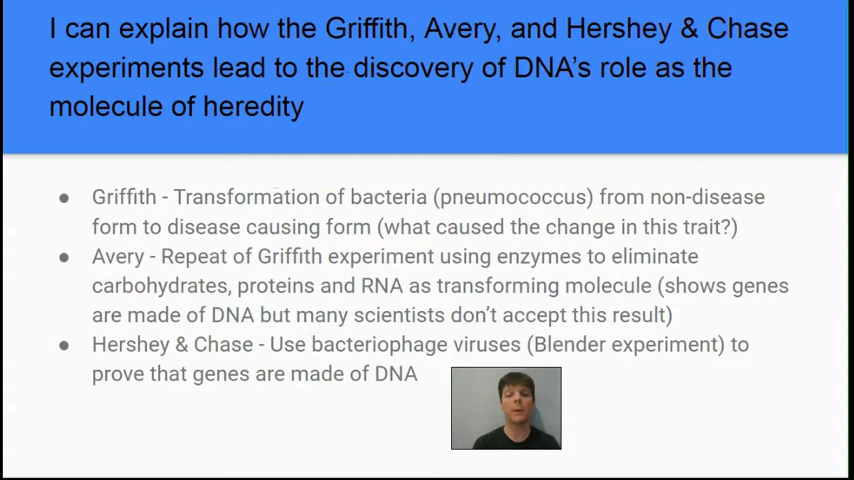 I can explain how the Griffith, Avery, and Hershey & Chase
experiments lead to the discovery of DNA's role as the
molecule of heredity
● Griffith - Transformation of bacteria (pneumococcus) from non-disease
form to disease causing form (what caused the change in this trait?)
● Avery - Repeat of Griffith experiment using enzymes to eliminate
carbohydrates, proteins and RNA as transforming molecule (shows genes
are made of DNA but many scientists don't accept this result)
● Hershey & Chase - Use bacteriophage viruses (Blender experiment) to
prove that genes are made of DNA